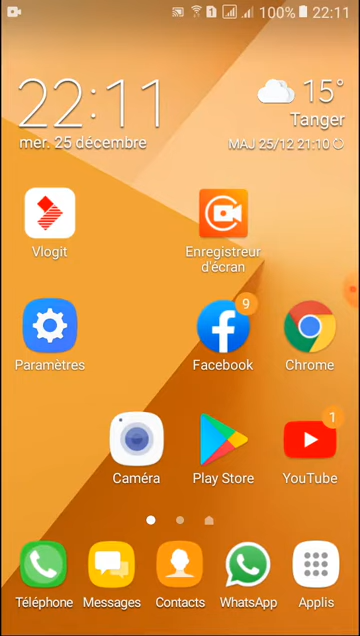 1 100% 22:11
22:11
15°
Tanger
mer. 25 décembre
MAJ 25/12 21:10
Vlogit
Enregistreur
d'écran
9
Paramètres
Facebook
Chrome
1
Caméra
Play Store
YouTube
Téléphone
Messages
Contacts
WhatsApp
Applis